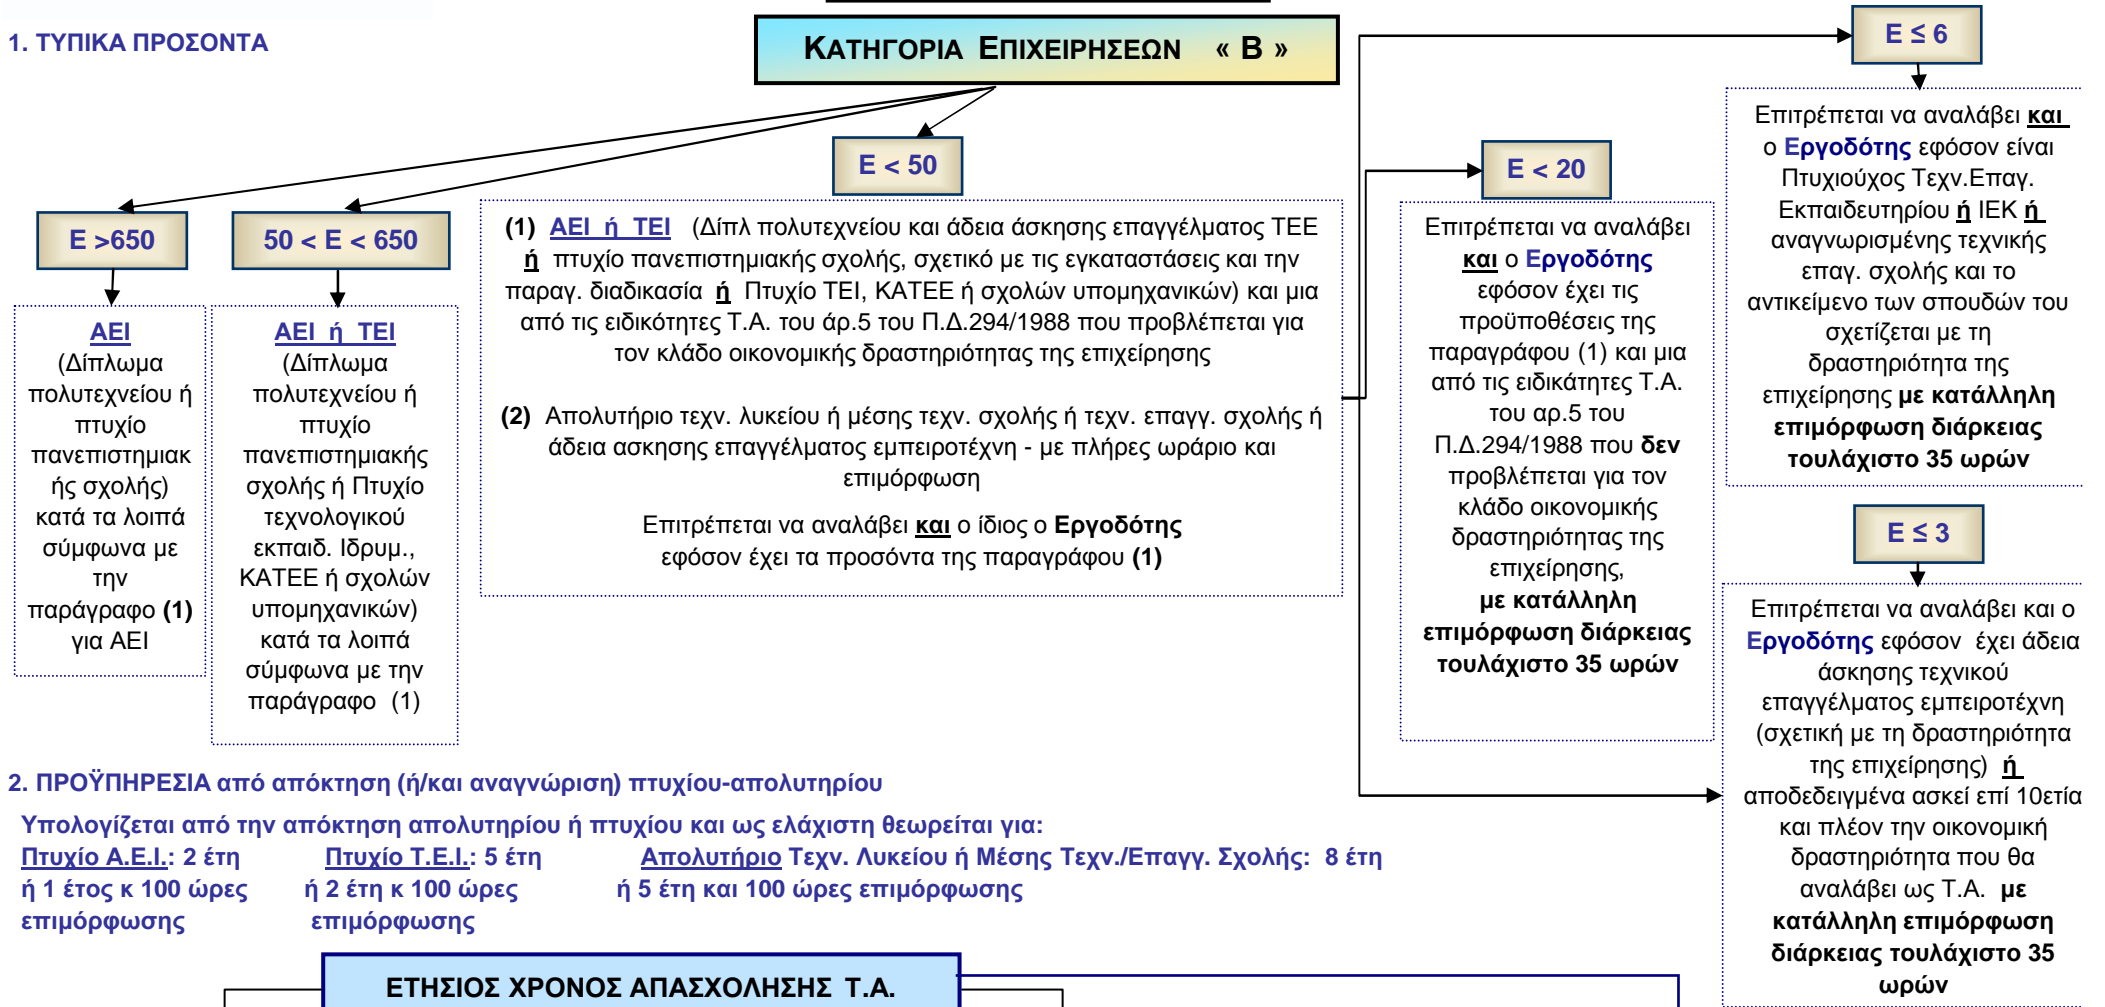 1. ΤΥΠΙΚΑ ΠΡΟΣΟΝΤΑ
ΚΑΤΗΓΟΡΙΑ ΕΠΙΧΕΙΡΗΣΕΩΝ « Β »
Ε >650
ΑΕΙ
(Δίπλωμα
πολυτεχνείου ή
πτυχίο
πανεπιστημιακ
ής σχολής)
κατά τα λοιπά
σύμφωνα με
την
παράγραφο (1)
για ΑΕΙ
50 < Ε < 650
ΑΕΙ ή ΤΕΙ
(Δίπλωμα
πολυτεχνείου ή
πτυχίο
πανεπιστημιακής
σχολής ή Πτυχίο
τεχνολογικού
εκπαιδ. Ιδρυμ.,
ΚΑΤΕΕ ή σχολών
υπομηχανικών)
κατά τα λοιπά
σύμφωνα με την
παράγραφο (1)
Ε < 50
(1) ΑΕΙ ή ΤΕΙ (Δίπλ πολυτεχνείου και άδεια άσκησης επαγγέλματος ΤΕΕ
ή πτυχίο πανεπιστημιακής σχολής, σχετικό με τις εγκαταστάσεις και την
παραγ. διαδικασία ή Πτυχίο ΤΕΙ, ΚΑΤΕΕ ή σχολών υπομηχανικών) και μια
από τις ειδικότητες Τ.Α. του άρ.5 του Π.Δ.294/1988 που προβλέπεται για
τον κλάδο οικονομικής δραστηριότητας της επιχείρησης
(2) Απολυτήριο τεχν. λυκείου ή μέσης τεχν. σχολής ή τεχν. επαγγ. σχολής ή
άδεια ασκησης επαγγέλματος εμπειροτέχνη - με πλήρες ωράριο και
επιμόρφωση
Επιτρέπεται να αναλάβει και ο ίδιος ο Εργοδότης
εφόσον έχει τα προσόντα της παραγράφου (1)
Ε < 20
Επιτρέπεται να αναλάβει
και ο Εργοδότης
εφόσον έχει τις
προϋποθέσεις της
παραγράφου (1) και μια
από τις ειδικάτητες Τ.Α.
του αρ.5 του
Π.Δ.294/1988 που δεν
προβλέπεται για τον
κλάδο οικονομικής
δραστηριότητας της
επιχείρησης,
με κατάλληλη
επιμόρφωση διάρκειας
τουλάχιστο 35 ωρών
Ε ≤ 6
Επιτρέπεται να αναλάβει και
ο Εργοδότης εφόσον είναι
Πτυχιούχος Τεχν.Επαγ.
Εκπαιδευτηρίου ή ΙΕΚ ή
αναγνωρισμένης τεχνικής
επαγ. σχολής και το
αντικείμενο των σπουδών του
σχετίζεται με τη
δραστηριότητα της
επιχείρησης με κατάλληλη
επιμόρφωση διάρκειας
τουλάχιστο 35 ωρών
Ε ≤ 3
Επιτρέπεται να αναλάβει και ο
Εργοδότης εφόσον έχει άδεια
άσκησης τεχνικού
επαγγέλματος εμπειροτέχνη
(σχετική με τη δραστηριότητα
της επιχείρησης) ή
αποδεδειγμένα ασκεί επί 10ετία
και πλέον την οικονομική
δραστηριότητα που θα
αναλάβει ως Τ.Α. με
κατάλληλη επιμόρφωση
διάρκειας τουλάχιστο 35
ωρών
2. ΠΡΟΫΠΗΡΕΣΙΑ από απόκτηση (ή/και αναγνώριση) πτυχίου-απολυτηρίου
Υπολογίζεται από την απόκτηση απολυτηρίου ή πτυχίου και ως ελάχιστη θεωρείται για:
Πτυχίο Α.Ε.Ι.: 2 έτη Πτυχίο Τ.Ε.Ι.: 5 έτη Απολυτήριο Τεχν. Λυκείου ή Μέσης Τεχν./Επαγγ. Σχολής: 8 έτη
ή 1 έτος κ 100 ώρες ή 2 έτη κ 100 ώρες ή 5 έτη και 100 ώρες επιμόρφωσης
επιμόρφωσης επιμόρφωσης
ΕΤΗΣΙΟΣ ΧΡΟΝΟΣ ΑΠΑΣΧΟΛΗΣΗΣ Τ.Α.